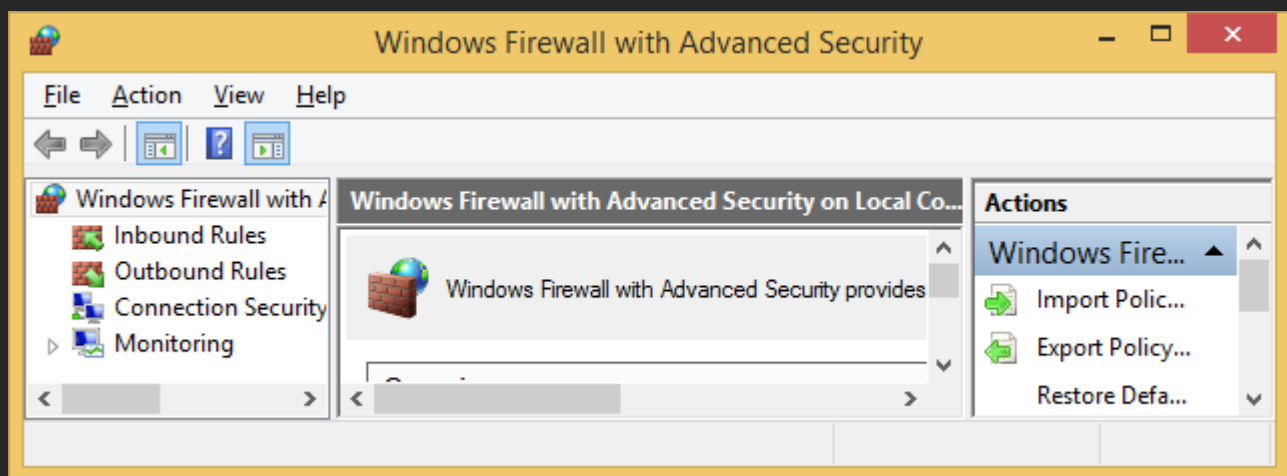 Windows Firewall with Advanced Security
File Action View Help
Windows Firewall with
Inbound Rules
Outbound Rules
Connection Security
Monitoring
Windows Firewall with Advanced Security on Local Co...
Windows Firewall with Advanced Security provides
Actions
Windows Fire...
Import Polic...
Export Policy...
Restore Defa...